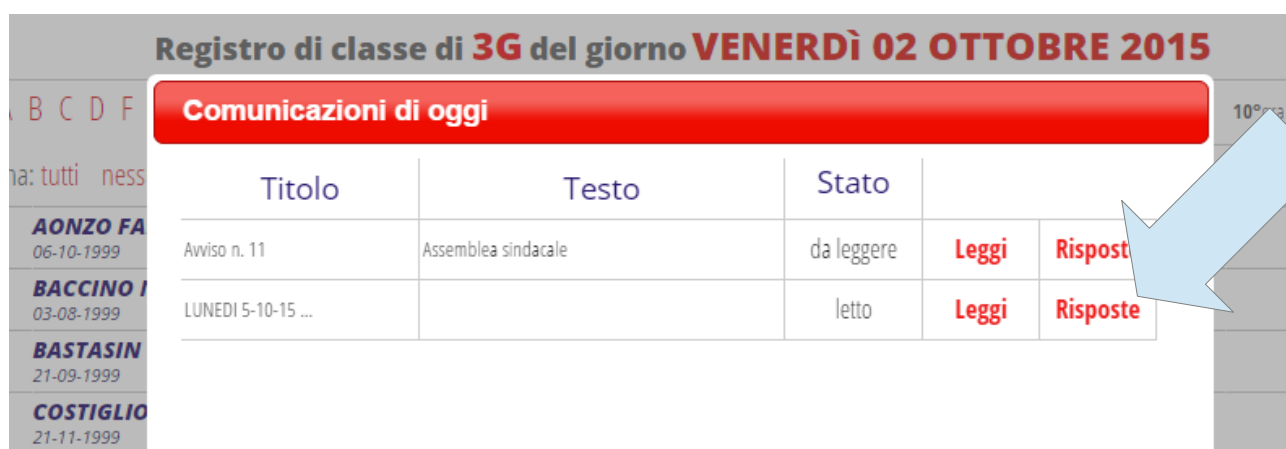 Registro di classe di 3G del giorno VENERDì 02 OTTOBRE 2015
B C D F
Comunicazioni di oggi
tutti
Titolo Testo Stato
AONZO
06-10-1999
Avviso n. 11 Assemblea sindacale da leggere Leggi
BACCINO
03-08-1999
LUNEDI 5-10-15 ... letto Leggi Risposte
BASTASIN
21-09-1999
21-11-1999